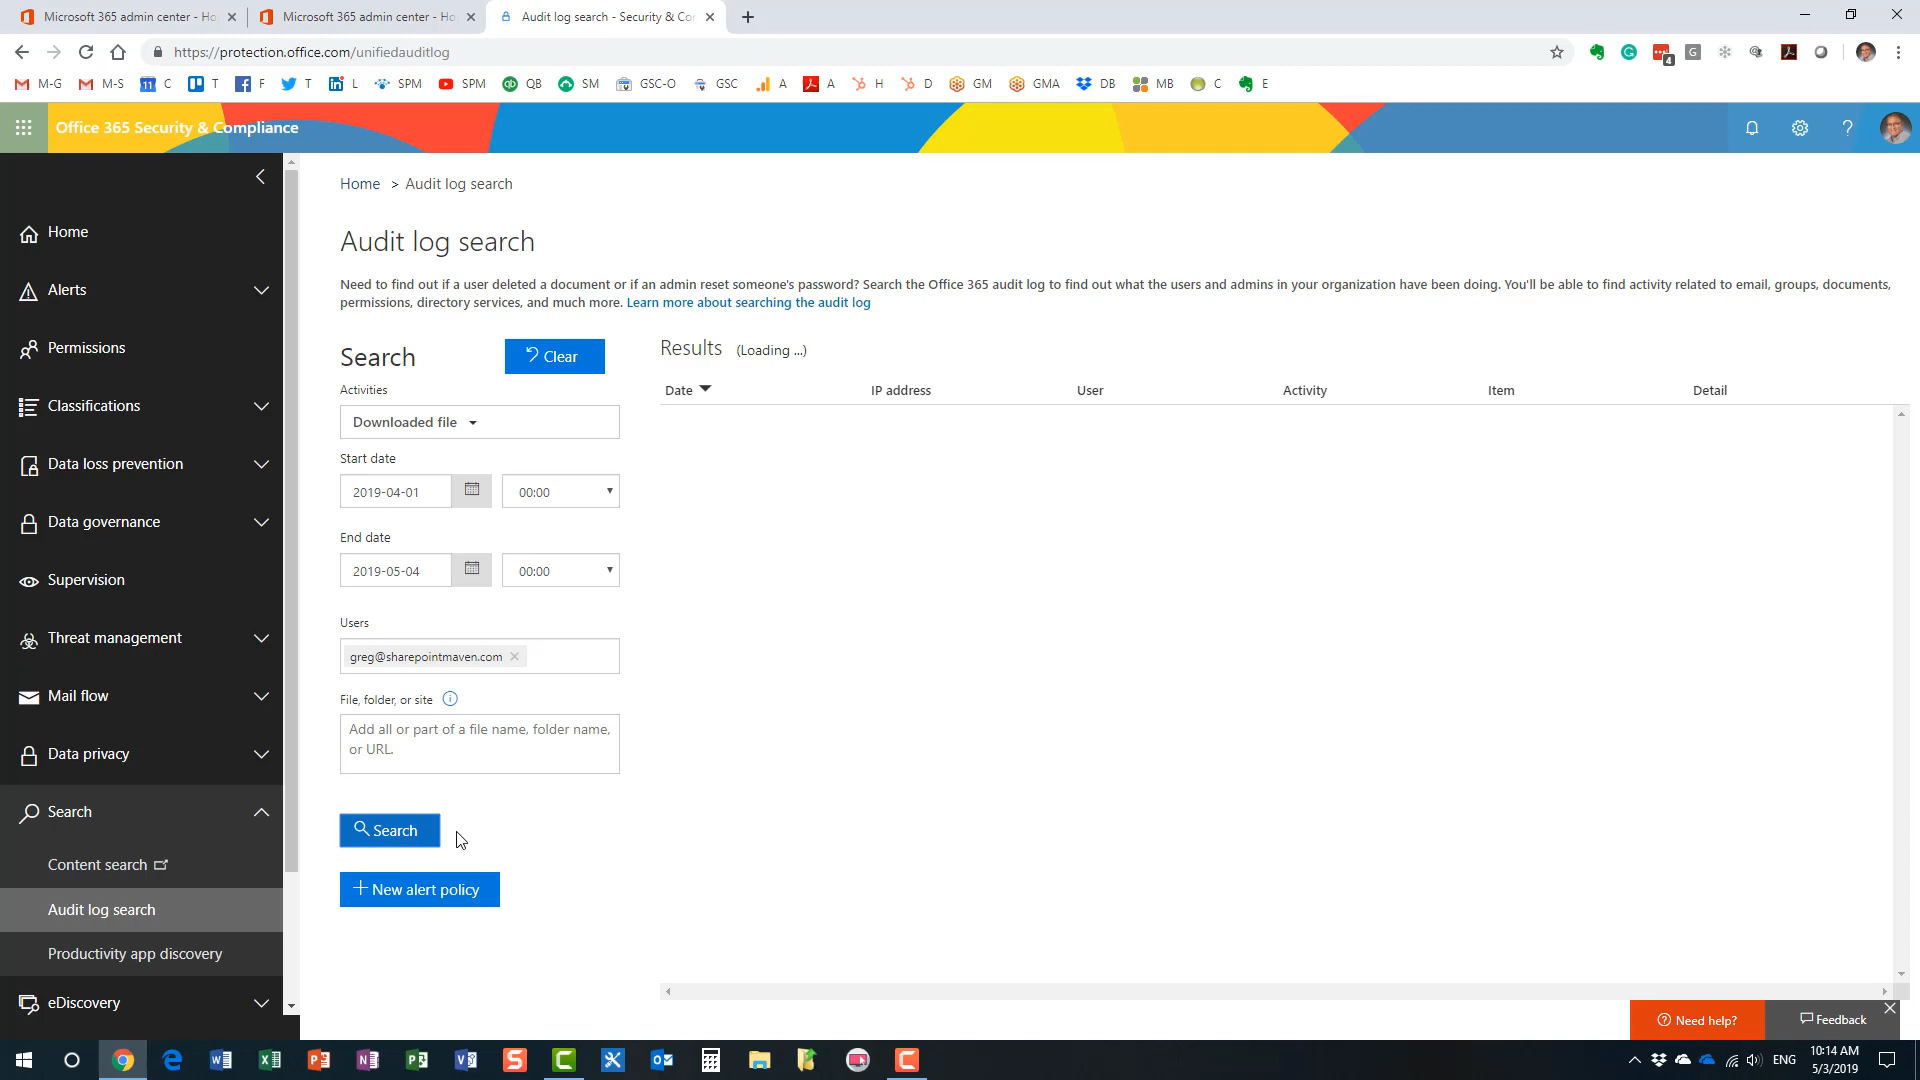 Microsoft 365 admin center - Ho
Microsoft 365 admin center - Ho
Audit log search - Security & Co
https://protection.office.com/unifiedauditlog
4
M-G
M-S
11
C
T
F
T
L
SPM
SPM
QB
SM
GSC-O
GSC
A
A
H
D
GM
GMA
DB
MB
C
E
Office 365 Security & Compliance
Home
Alerts
Permissions
Classifications
Data loss prevention
Data governance
Supervision
Threat management
Mail flow
Data privacy
Search
Content search
Audit log search
Productivity app discovery
eDiscovery
Home > Audit log search
Audit log search
Need to find out if a user deleted a document or if an admin reset someone's password? Search the Office 365 audit log to find out what the users and admins in your organization have been doing. You'll be able to find activity related to email, groups, documents,
permissions, directory services, and much more. Learn more about searching the audit log
Search
Clear
Activities
Downloaded file
Start date
2019-04-01
00:00
End date
2019-05-04
00:00
Users
greg@sharepointmaven.com
File, folder, or site
Add all or part of a file name, folder name,
or URL.
Search
New alert policy
Results (Loading ...)
Date
IP address
User
Activity
Item
Detail
Need help?
Feedback
ENG
10:14 AM
5/3/2019